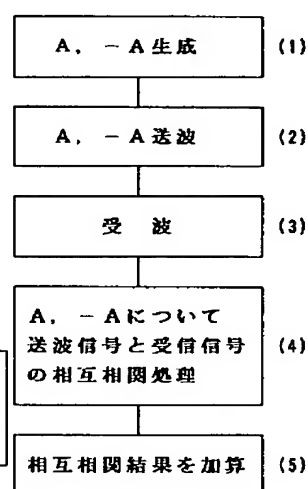 A, －A生成 (1)
A, －A送波 (2)
受 波 (3)
A, －Aについて
送波信号と受信信号 (4)
の相互相関処理
相互相関結果を加算 (5)